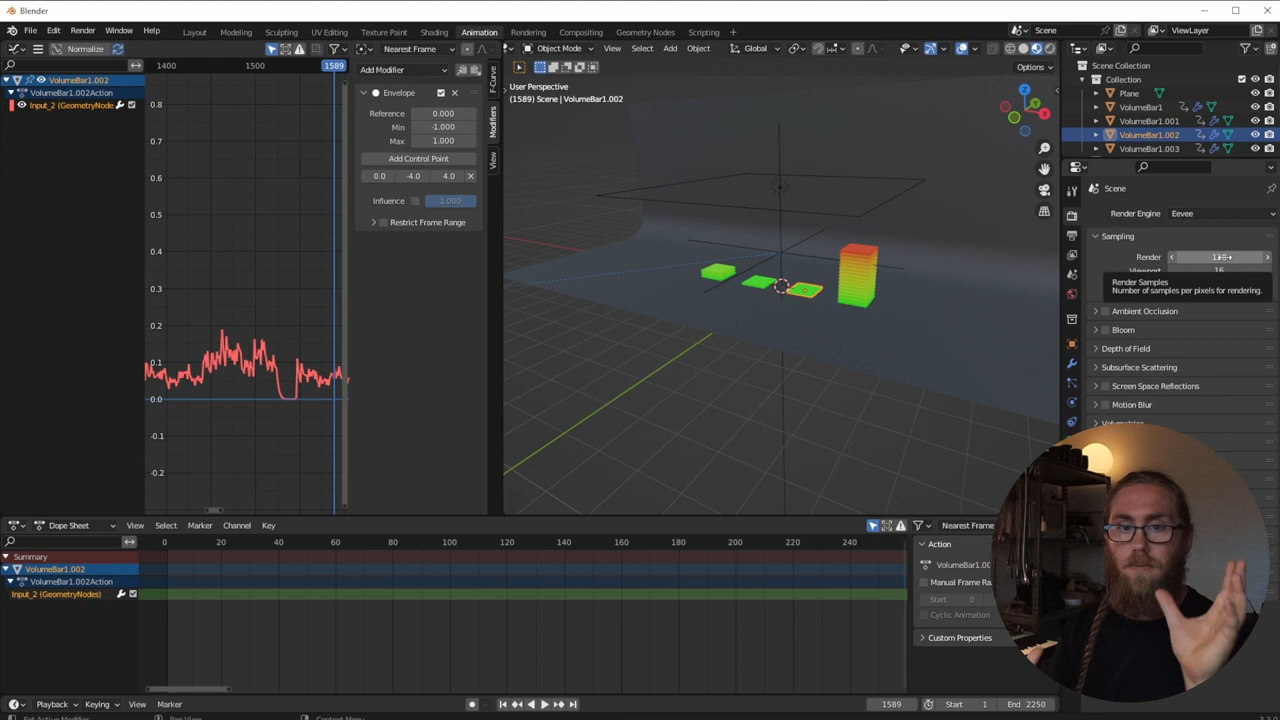 Blender
File Edit Render Window Help Layout Modeling Sculpting UV Editing Texture Paint Shading Animation Rendering Compositing Geometry Nodes Scripting Scene ViewLayer
Normalize Nearest Frame Object Mode View Select Add Object Global
1400 1500 1589 Add Modifier Options
VolumeBar1.002
VolumeBar1.002Action
Input_2 (GeometryNode
0.8
0.7
0.6
0.5
0.4
0.3
0.2
0.1
0.0
-0.1
-0.2
Envelope
Reference 0.000
Min -1.000
Max 1.000
Add Control Point
0.0 -4.0 4.0
Influence 1.000
Restrict Frame Range
F-Curve
Modifiers
View
User Perspective
(1589) Scene | VolumeBar1.002
Z
Y
X
Scene Collection
Collection
Plane
VolumeBar1
VolumeBar1.001
VolumeBar1.002
VolumeBar1.003
Scene
Render Engine Eevee
Sampling
Render
Render Samples
Number of samples per pixels for rendering.
Ambient Occlusion
Bloom
Depth of Field
Subsurface Scattering
Screen Space Reflections
Motion Blur
Dope Sheet View Select Marker Channel Key Nearest Frame
0 20 40 60 80 100 120 140 160 180 200 220 240
Summary
VolumeBar1.002
VolumeBar1.002Action
Input_2 (GeometryNodes)
Action
VolumeBar1.00
Manual Frame Ra
Start 0
Cyclic Animation
Custom Properties
Playback Keying View Marker 1589 Start 1 End 2250